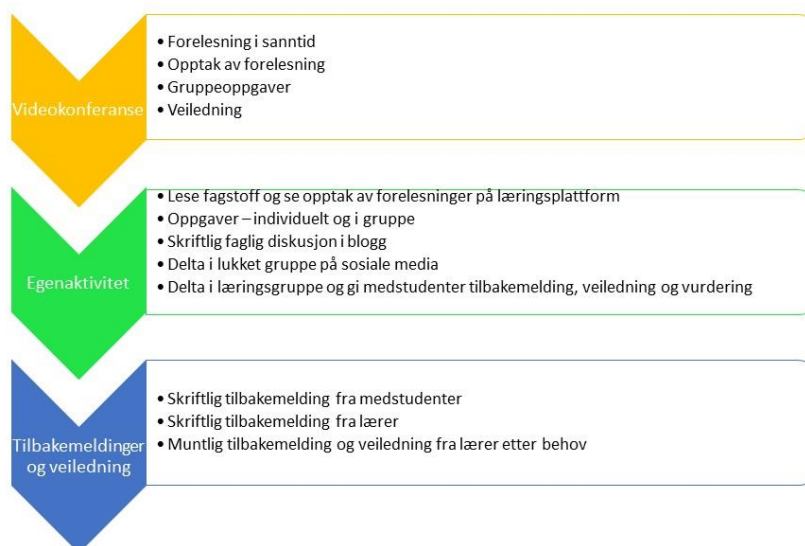 Videokonferanse
• Forelesning i sanntid
• Opptak av forelesning
• Gruppeoppgaver
• Veiledning
Egenaktivitet
• Lese fagstoff og se opptak av forelesninger på læringsplattform
• Oppgaver – individuelt og i gruppe
• Skriftlig faglig diskusjon i blogg
• Delta i lukket gruppe på sosiale media
• Delta i læringsgruppe og gi medstudenter tilbakemelding, veiledning og vurdering
Tilbakemeldinger
og veiledning
• Skriftlig tilbakemelding fra medstudenter
• Skriftlig tilbakemelding fra lærer
• Muntlig tilbakemelding og veiledning fra lærer etter behov